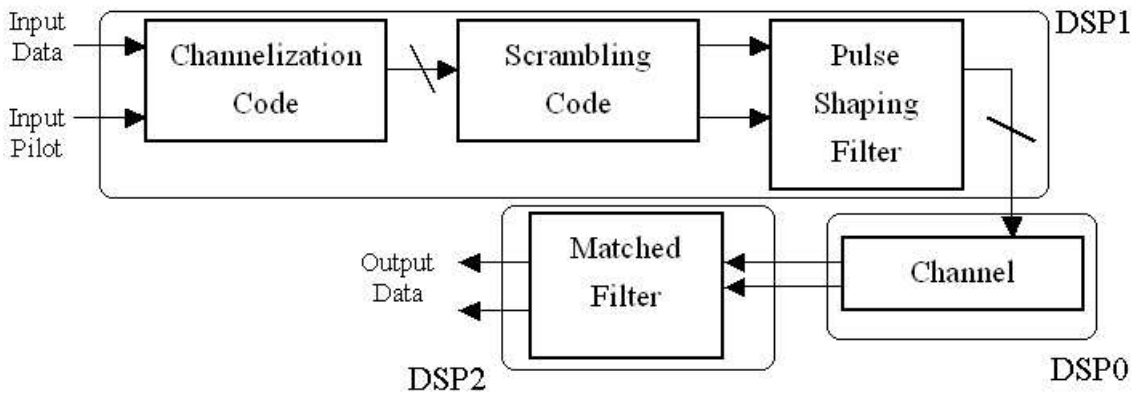 Input
Data
Input
Pilot
Channelization
Code
Scrambling
Code
Pulse
Shaping
Filter
DSP1
Output
Data
Matched
Filter
DSP2
Channel
DSP0